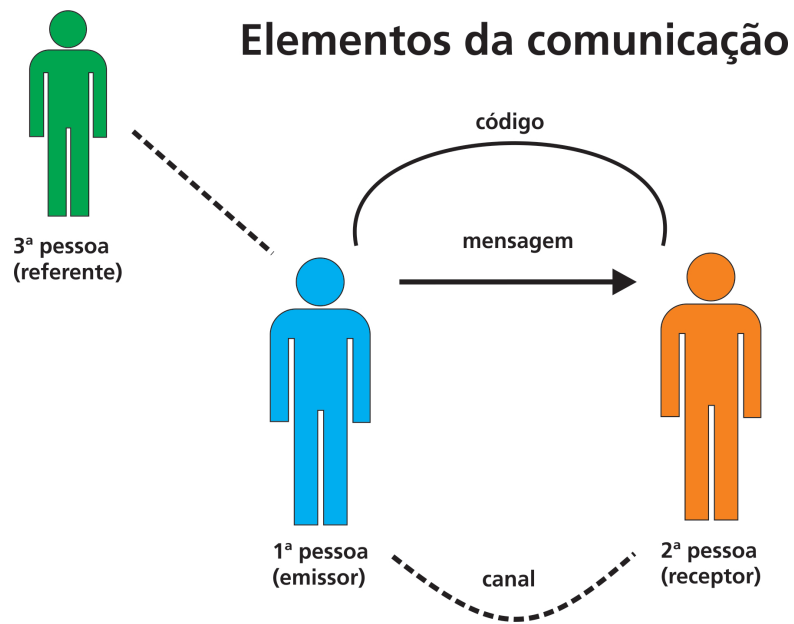 Elementos da comunicação
código
3ª pessoa
(referente)
mensagem
1ª pessoa
(emissor)
canal
2ª pessoa
(receptor)